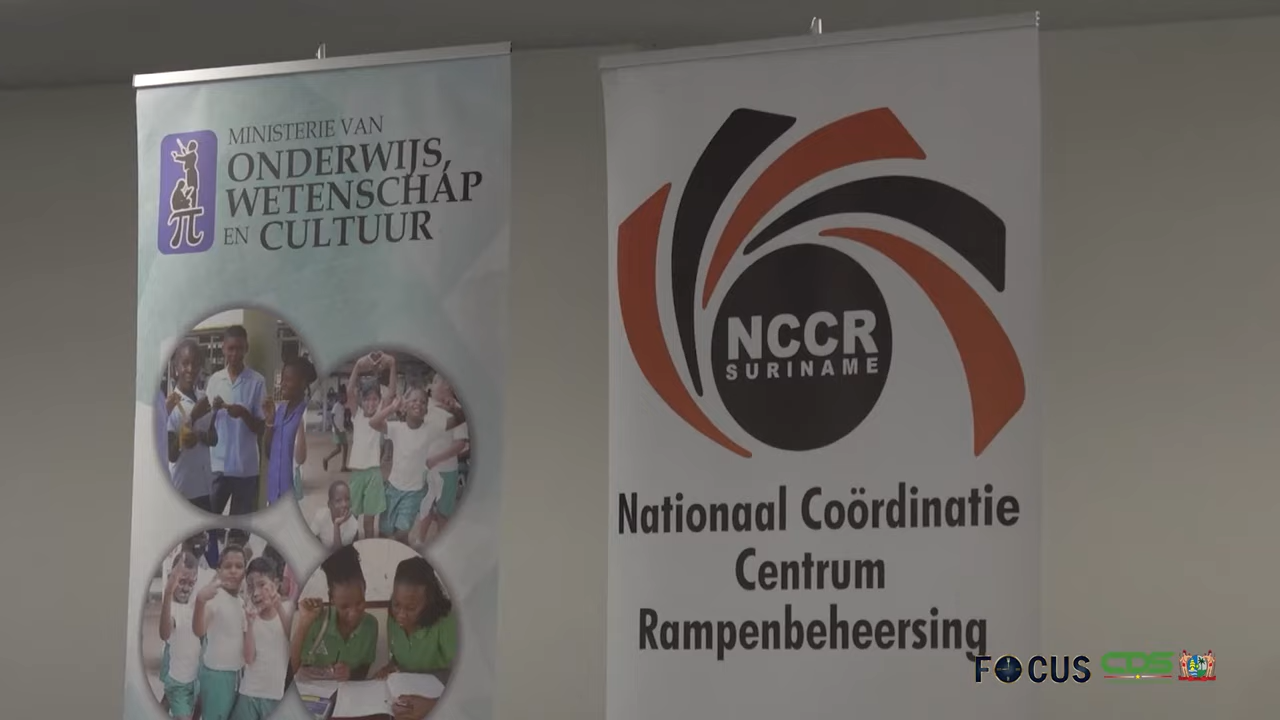 MINISTERIE VAN
ONDERWIJS,
WETENSCHAP
EN CULTUUR
NCCR
SURINAME
Nationaal Coördinatie
Centrum
Rampenbeheersing
FOCUS CDS